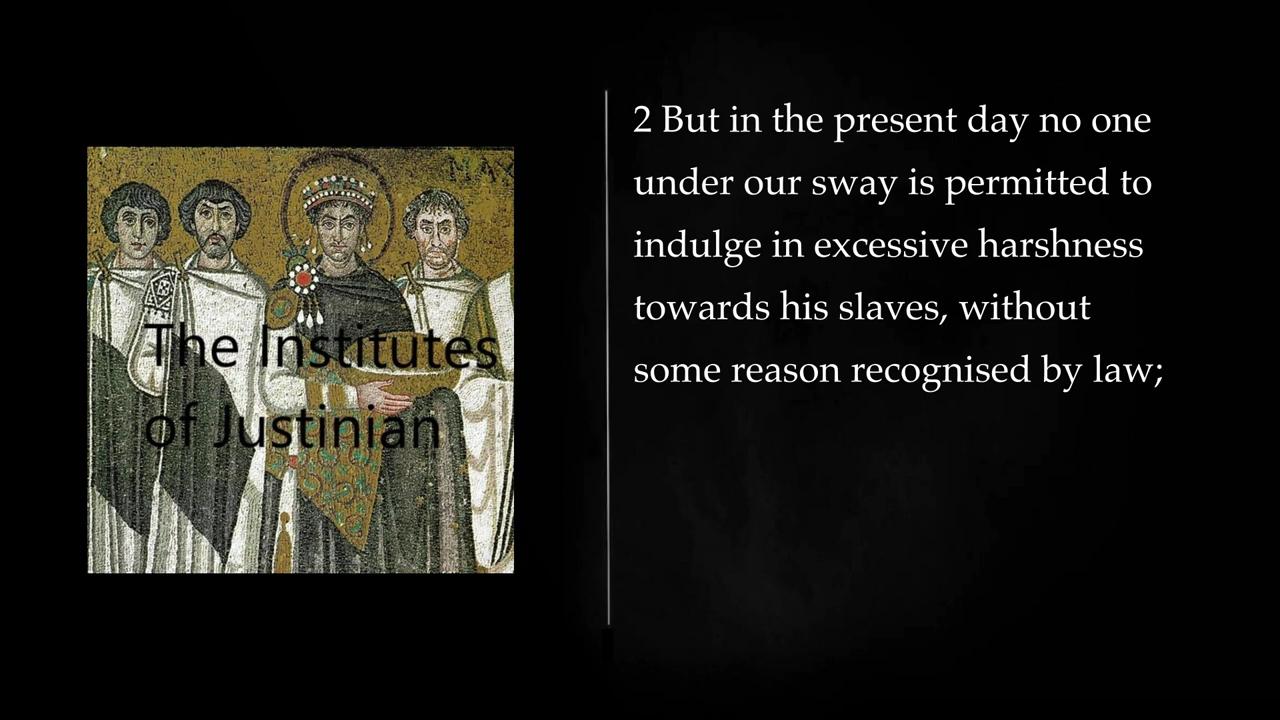 The Institutes
of Justinian
2 But in the present day no one
under our sway is permitted to
indulge in excessive harshness
towards his slaves, without
some reason recognised by law;